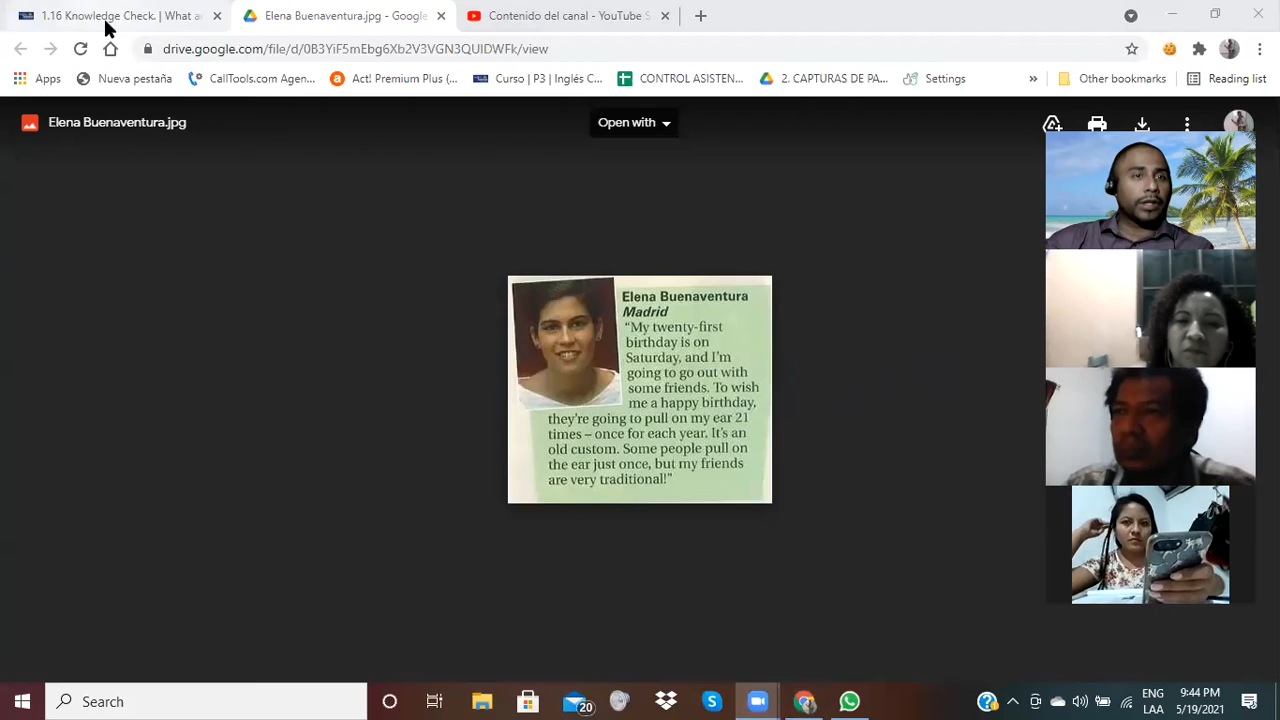 1.16 Knowledge Check. | What a
Elena Buenaventura.jpg - Google
Contenido del canal - YouTube S
drive.google.com/file/d/0B3YiF5mEbg6Xb2V3VGN3QUlDWFk/view
Apps
Nueva pestaña
CallTools.com Agen...
Act! Premium Plus (...
Curso | P3 | Inglés C...
CONTROL ASISTEN...
2. CAPTURAS DE PA...
Settings
»
Other bookmarks
Reading list
Elena Buenaventura.jpg
Open with
Elena Buenaventura
Madrid
"My twenty-first
birthday is on
Saturday, and I'm
going to go out with
some friends. To wish
me a happy birthday,
they're going to pull on my ear 21
times – once for each year. It's an
old custom. Some people pull on
the ear just once, but my friends
are very traditional!"
Search
20
ENG
LAA
9:44 PM
5/19/2021